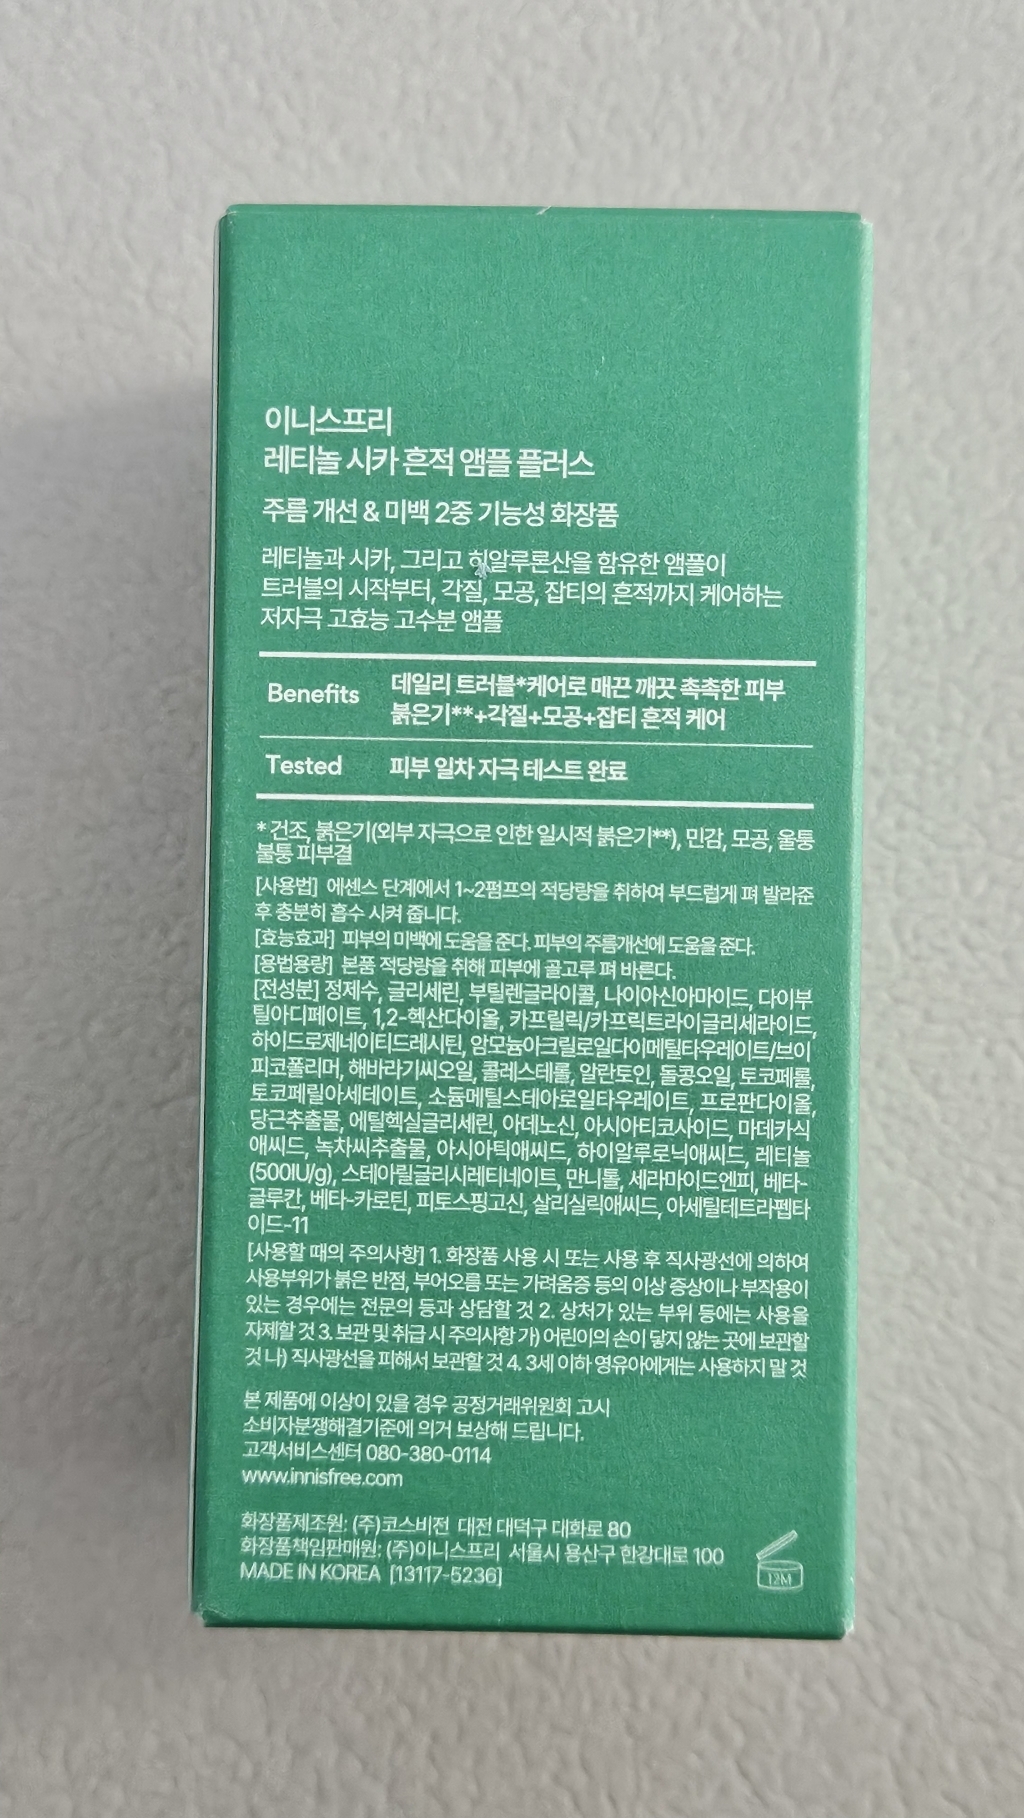 이니스프리
레티놀 시카 흔적 앰플 플러스
주름 개선 & 미백 2중 기능성 화장품
레티놀과 시카, 그리고 히알루론산을 함유한 앰플이
트러블의 시작부터, 각질, 모공, 잡티의 흔적까지 케어하는
저자극 고효능 고수분 앰플
Benefits 데일리 트러블*케어로 매끈 깨끗 촉촉한 피부
붉은기**+각질+모공+잡티 흔적 케어
Tested 피부 일차 자극 테스트 완료
*건조, 붉은기(외부 자극으로 인한 일시적 붉은기**), 민감, 모공, 울퉁
불퉁 피부결
[사용법] 에센스 단계에서 1~2펌프의 적당량을 취하여 부드럽게 펴 발라준
후 충분히 흡수 시켜 줍니다.
[효능효과] 피부의 미백에 도움을 준다. 피부의 주름개선에 도움을 준다.
[용법용량] 본품 적당량을 취해 피부에 골고루 펴 바른다.
[전성분] 정제수, 글리세린, 부틸렌글라이콜, 나이아신아마이드, 다이부
틸아디페이트, 1,2-헥산다이올, 카프릴릭/카프릭트라이글리세라이드,
하이드로제네이티드레시틴, 암모늄아크릴로일다이메틸타우레이트/브이
피코폴리머, 해바라기씨오일, 콜레스테롤, 알란토인, 돌콩오일, 토코페롤,
토코페릴아세테이트, 소듐메틸스테아로일타우레이트, 프로판다이올,
당근추출물, 에틸헥실글리세린, 아데노신, 아시아티코사이드, 마데카식
애씨드, 녹차씨추출물, 아시아틱애씨드, 하이알루로닉애씨드, 레티놀
(500IU/g), 스테아릴글리시레티네이트, 만니톨, 세라마이드엔피, 베타-
글루칸, 베타-카로틴, 피토스핑고신, 살리실릭애씨드, 아세틸테트라펩타
이드-11
[사용할 때의 주의사항] 1. 화장품 사용 시 또는 사용 후 직사광선에 의하여
사용부위가 붉은 반점, 부어오름 또는 가려움증 등의 이상 증상이나 부작용이
있는 경우에는 전문의 등과 상담할 것 2. 상처가 있는 부위 등에는 사용을
자제할 것 3. 보관 및 취급 시 주의사항 가) 어린이의 손이 닿지 않는 곳에 보관할
것 나) 직사광선을 피해서 보관할 것 4. 3세 이하 영유아에게는 사용하지 말 것
본 제품에 이상이 있을 경우 공정거래위원회 고시
소비자분쟁해결기준에 의거 보상해 드립니다.
고객서비스센터 080-380-0114
www.innisfree.com
화장품제조원: (주)코스비전 대전 대덕구 대화로 80
화장품책임판매원: (주)이니스프리 서울시 용산구 한강대로 100
MADE IN KOREA [13117-5236]
12M